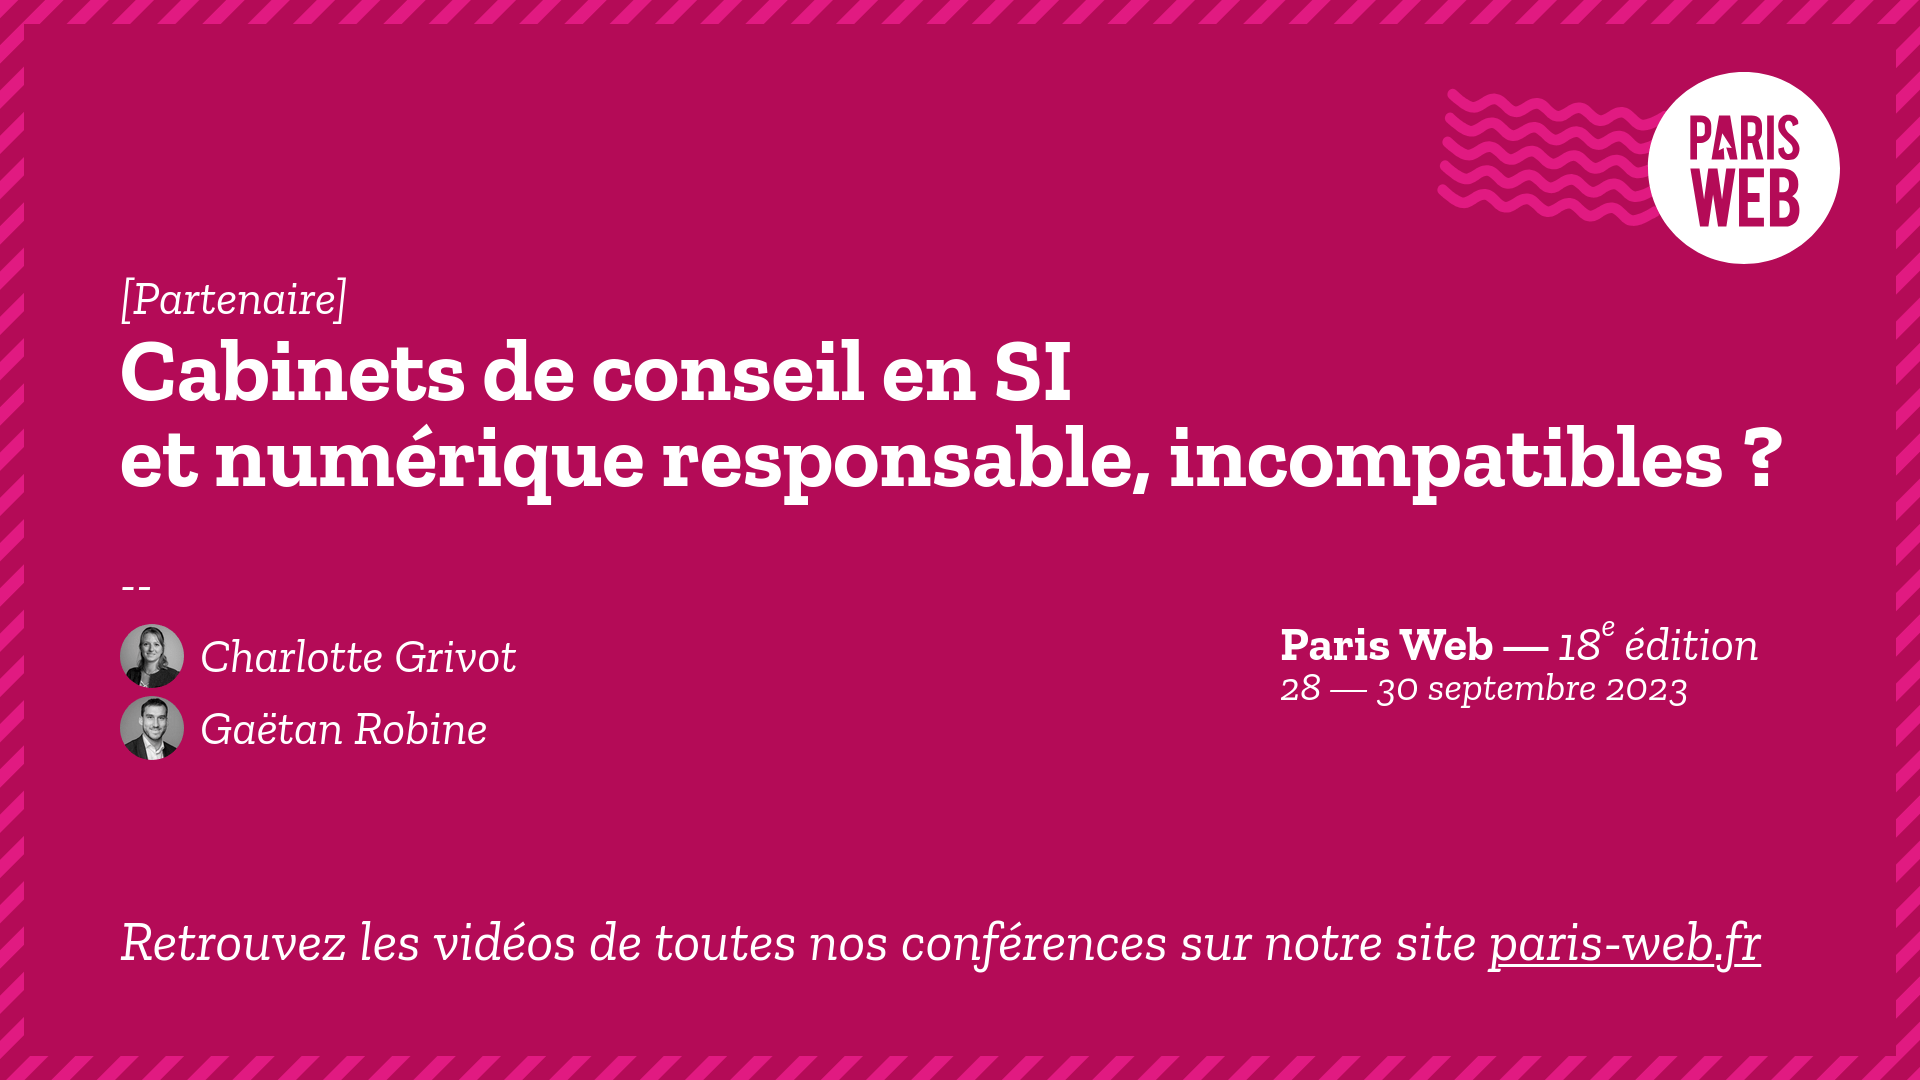 PARIS
WEB
[Partenaire]
Cabinets de conseil en SI
et numérique responsable, incompatibles ?
--
Charlotte Grivot
Gaëtan Robine
Paris Web — 18e édition
28 — 30 septembre 2023
Retrouvez les vidéos de toutes nos conférences sur notre site paris-web.fr